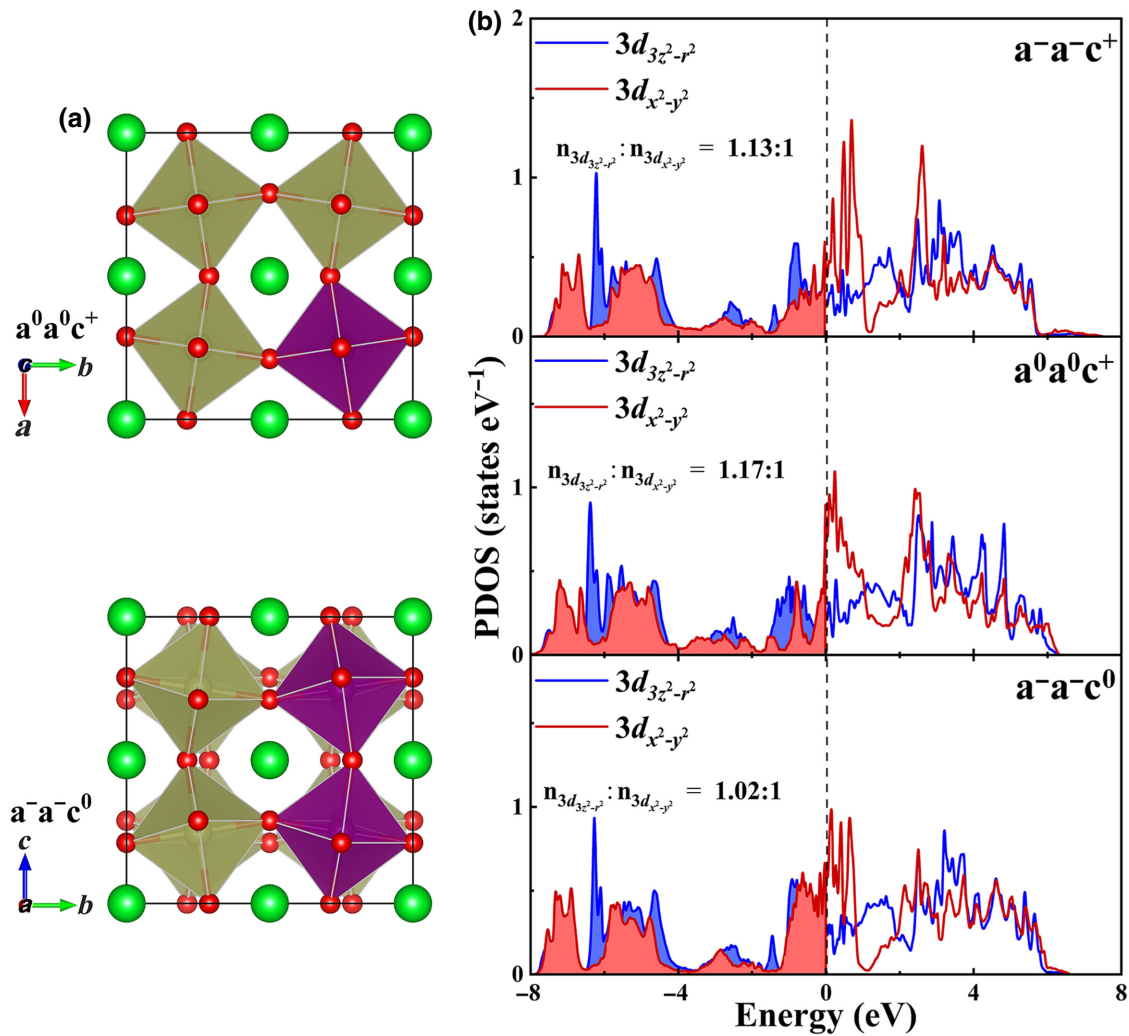 (a)
a⁰a⁰c⁺
c
b
a
a⁻a⁻c⁰
c
a
b
(b)
PDOS (states eV⁻¹)
2
3d₃z²₋r²
a⁻a⁻c⁺
3dx²₋y²
n3d₃z²₋r² : n3dx²₋y² = 1.13:1
1
0
3d₃z²₋r²
a⁰a⁰c⁺
3dx²₋y²
n3d₃z²₋r² : n3dx²₋y² = 1.17:1
1
0
3d₃z²₋r²
a⁻a⁻c⁰
3dx²₋y²
n3d₃z²₋r² : n3dx²₋y² = 1.02:1
1
0
−8 −4 0 4 8
Energy (eV)